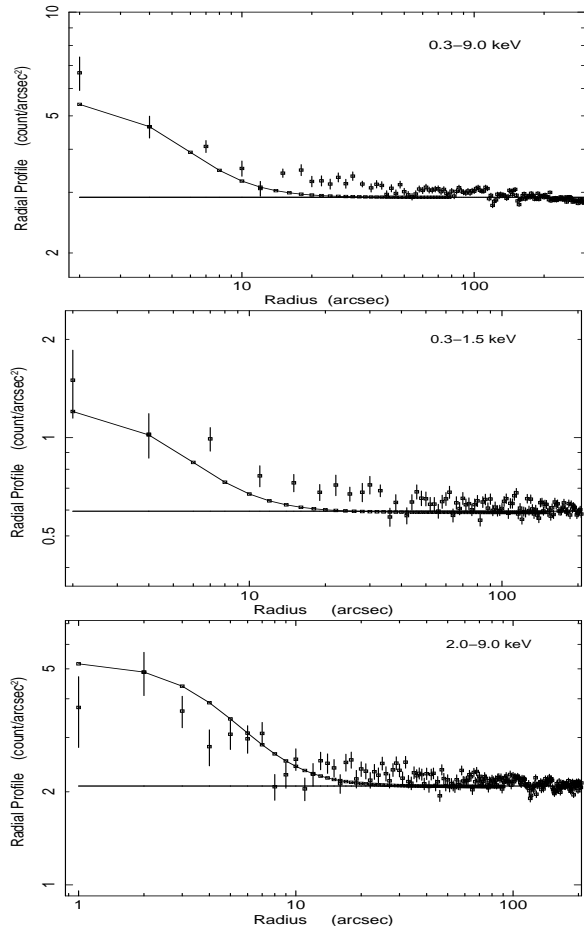 10
5
2
Radial Profile (count/arcsec²)
0.3−9.0 keV
10
100
Radius (arcsec)
2
1
0.5
Radial Profile (count/arcsec²)
0.3−1.5 keV
10
100
Radius (arcsec)
5
2
1
Radial Profile (count/arcsec²)
2.0−9.0 keV
1
10
100
Radius (arcsec)